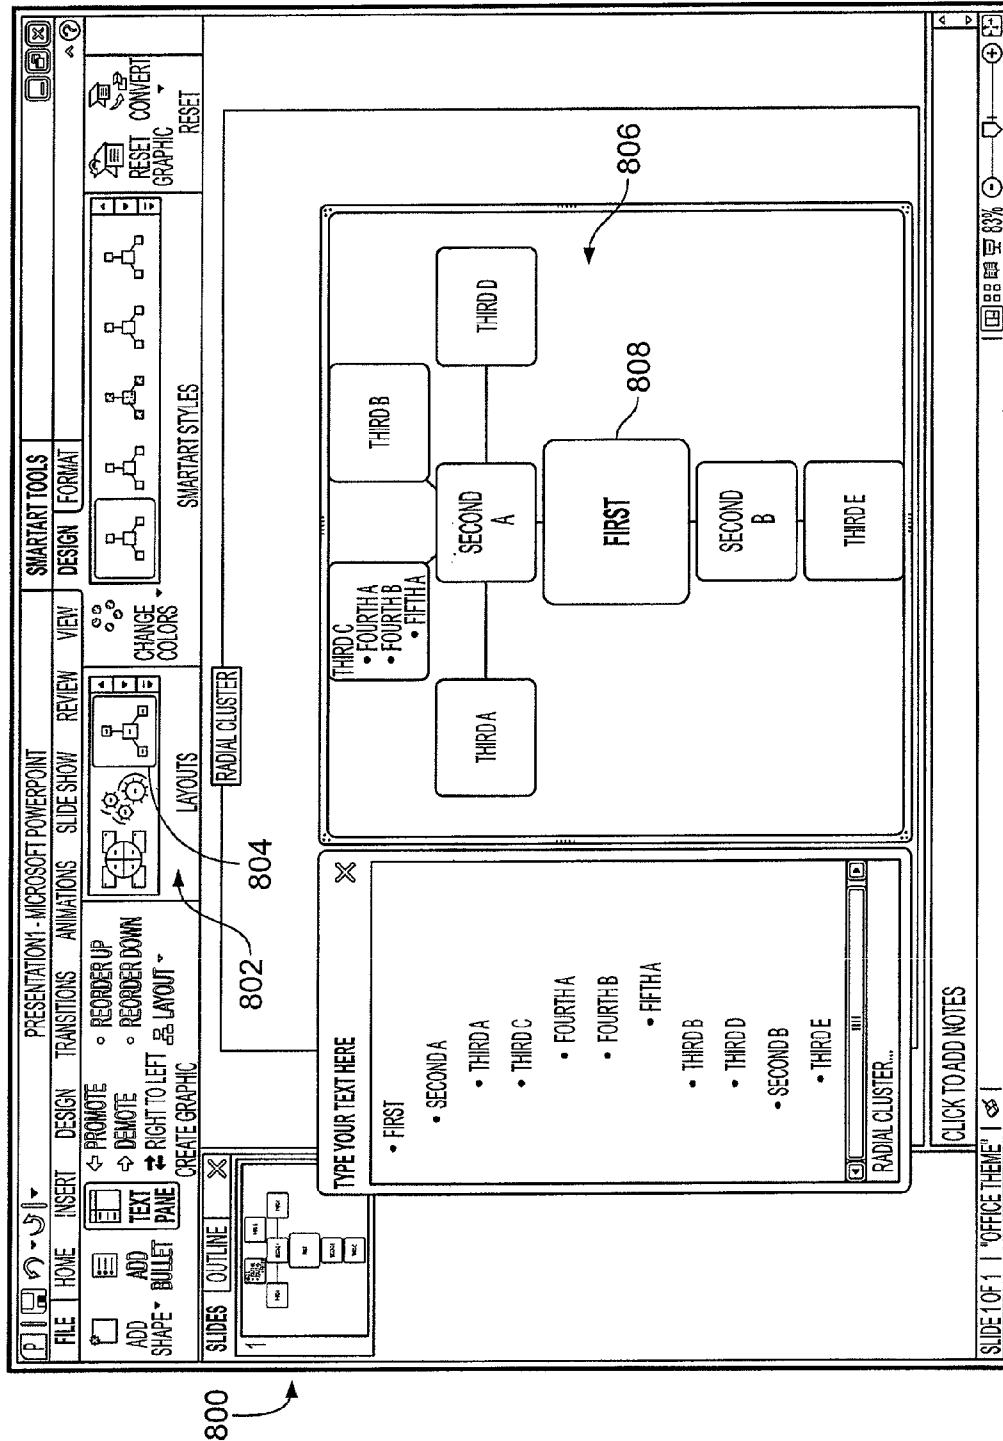 PRESENTATION1 - MICROSOFT POWERPOINT
SMARTART TOOLS
FILE HOME INSERT DESIGN TRANSITIONS ANIMATIONS SLIDE SHOW REVIEW VIEW DESIGN FORMAT
ADD SHAPE
ADD BULLET
TEXT PANE
PROMOTE
DEMOTE
RIGHT TO LEFT
REORDER UP
REORDER DOWN
LAYOUT
CREATE GRAPHIC
LAYOUTS
CHANGE COLORS
SMARTART STYLES
RESET GRAPHIC
CONVERT
RESET
802
804
RADIAL CLUSTER
SLIDES OUTLINE
1
800
TYPE YOUR TEXT HERE
• FIRST
• SECOND A
• THIRD A
• THIRD C
• FOURTH A
• FOURTH B
• FIFTH A
• THIRD B
• THIRD D
• SECOND B
• THIRD E
RADIAL CLUSTER...
THIRD C
• FOURTH A
• FOURTH B
• FIFTH A
THIRD B
THIRD A
SECOND A
THIRD D
FIRST
SECOND B
THIRD E
806
808
CLICK TO ADD NOTES
SLIDE 1 OF 1 | "OFFICE THEME" |
83%